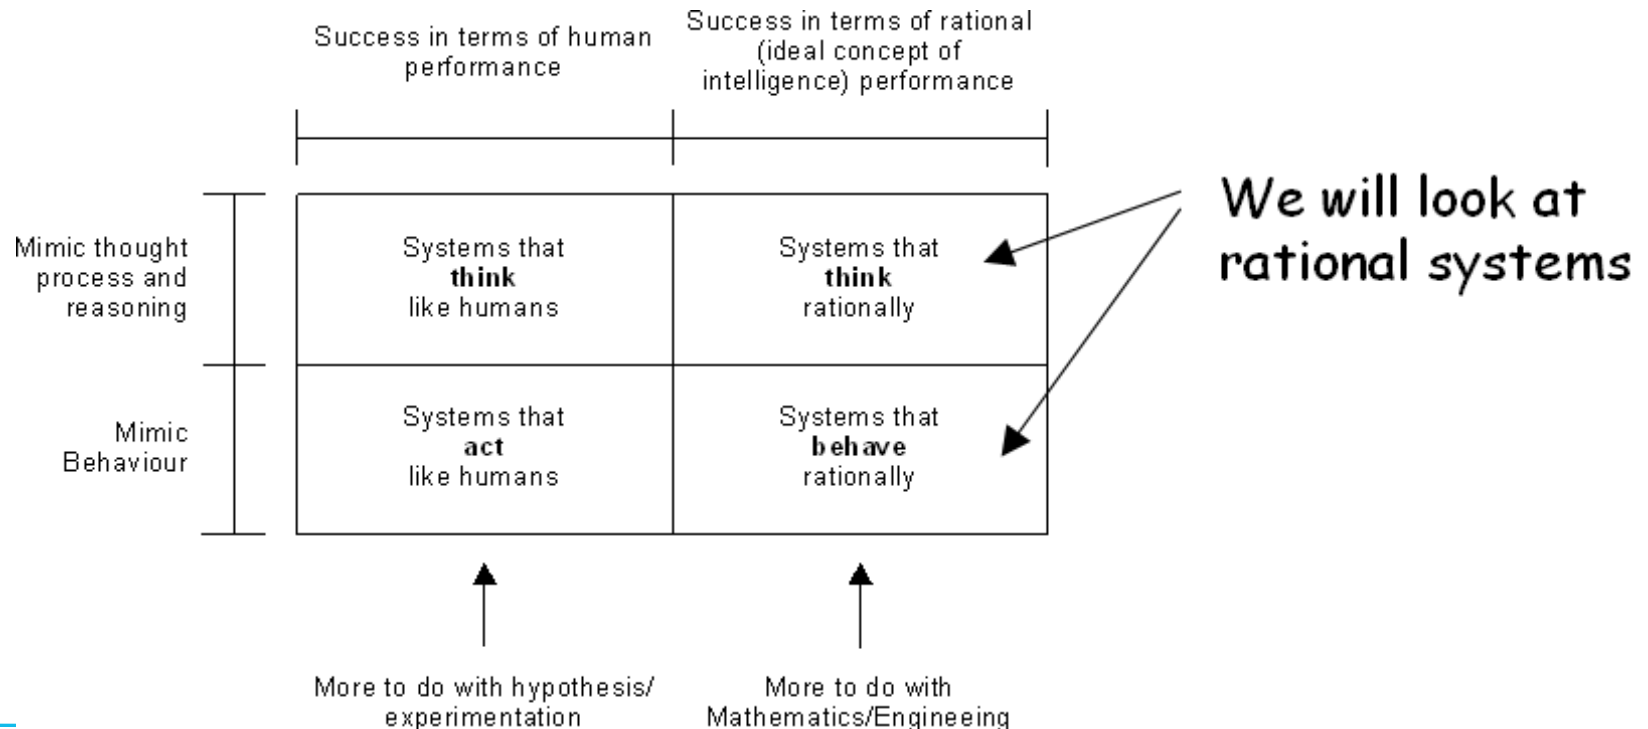 Success in terms of human
performance
Success in terms of rational
(ideal concept of
intelligence) performance
Mimic thought
process and
reasoning
Systems that
think
like humans
Systems that
think
rationally
We will look at
rational systems
Mimic
Behaviour
Systems that
act
like humans
Systems that
behave
rationally
More to do with hypothesis/
experimentation
More to do with
Mathematics/Engineeing